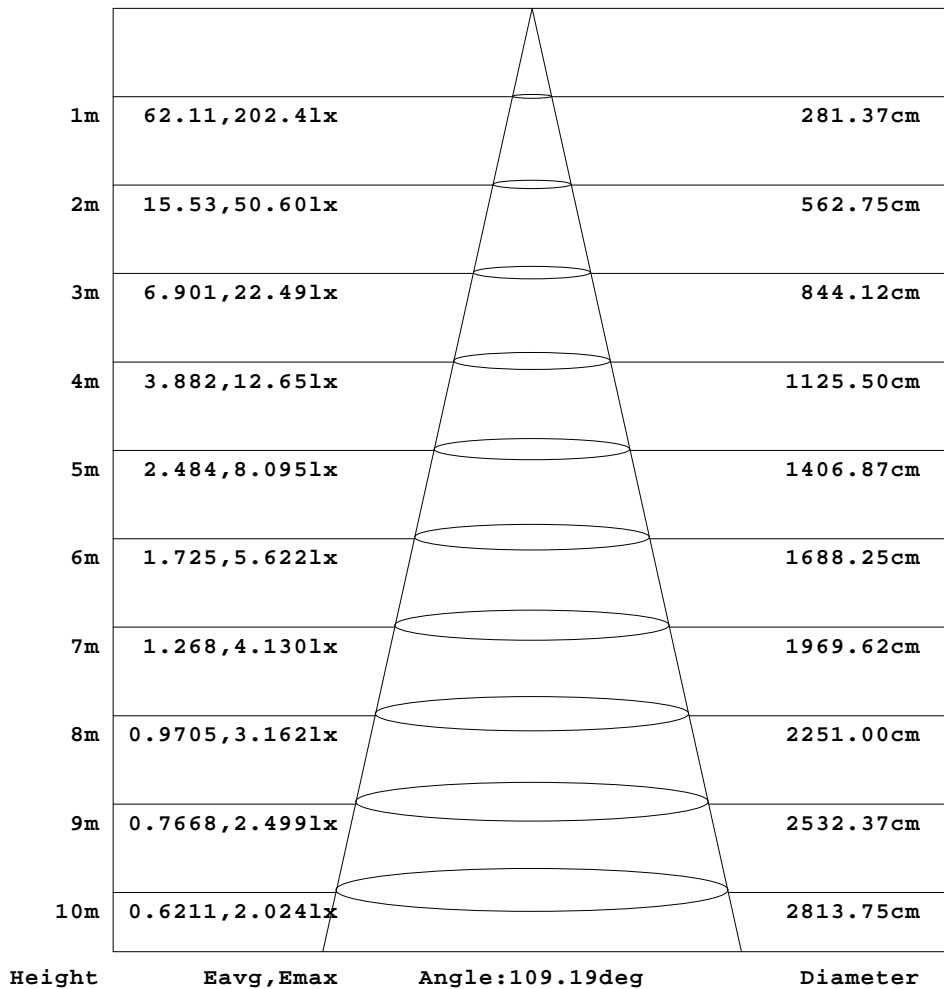 1m 62.11,202.4lx 281.37cm
2m 15.53,50.60lx 562.75cm
3m 6.901,22.49lx 844.12cm
4m 3.882,12.65lx 1125.50cm
5m 2.484,8.095lx 1406.87cm
6m 1.725,5.622lx 1688.25cm
7m 1.268,4.130lx 1969.62cm
8m 0.9705,3.162lx 2251.00cm
9m 0.7668,2.499lx 2532.37cm
10m 0.6211,2.024lx 2813.75cm
Height Eavg,Emax Angle:109.19deg Diameter